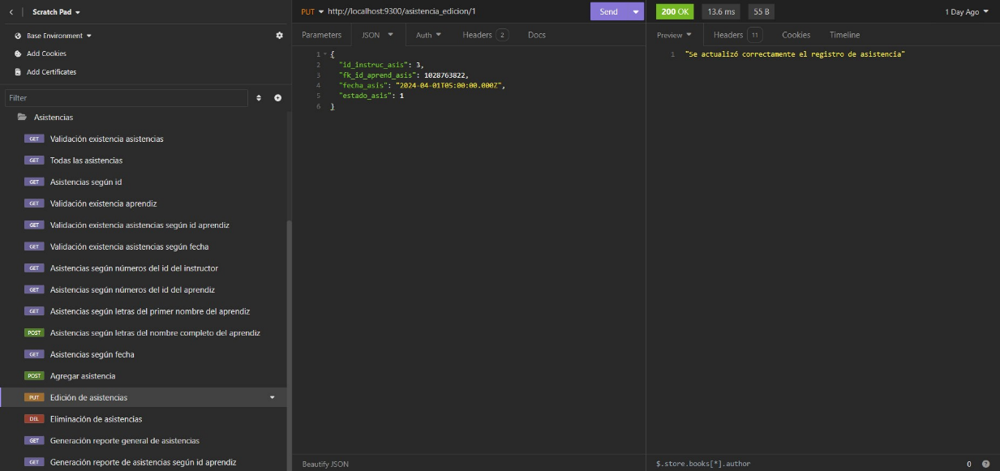 Scratch Pad
Base Environment
Add Cookies
Add Certificates
Filter
Asistencias
GET Validación existencia asistencias
GET Todas las asistencias
GET Asistencias según id
GET Validación existencia aprendiz
GET Validación existencia asistencias según id aprendiz
GET Validación existencia asistencias según fecha
GET Asistencias según números del id del instructor
GET Asistencias según números del id del aprendiz
GET Asistencias según letras del primer nombre del aprendiz
POST Asistencias según letras del nombre completo del aprendiz
GET Asistencias según fecha
POST Agregar asistencia
PUT Edición de asistencias
DEL Eliminación de asistencias
GET Generación reporte general de asistencias
GET Generación reporte de asistencias según id aprendiz
PUT http://localhost:9300/asistencia_edicion/1 Send
Parameters JSON Auth Headers 2 Docs
1 {
2 "id_instruc_asis": 3,
3 "fk_id_aprend_asis": 1028763822,
4 "fecha_asis": "2024-04-01T05:00:00.000Z",
5 "estado_asis": 1
6 }
Beautify JSON
200 OK 13.6 ms 55 B 1 Day Ago
Preview Headers 11 Cookies Timeline
1 "Se actualizó correctamente el registro de asistencia"
$.store.books[*].author 0 ?